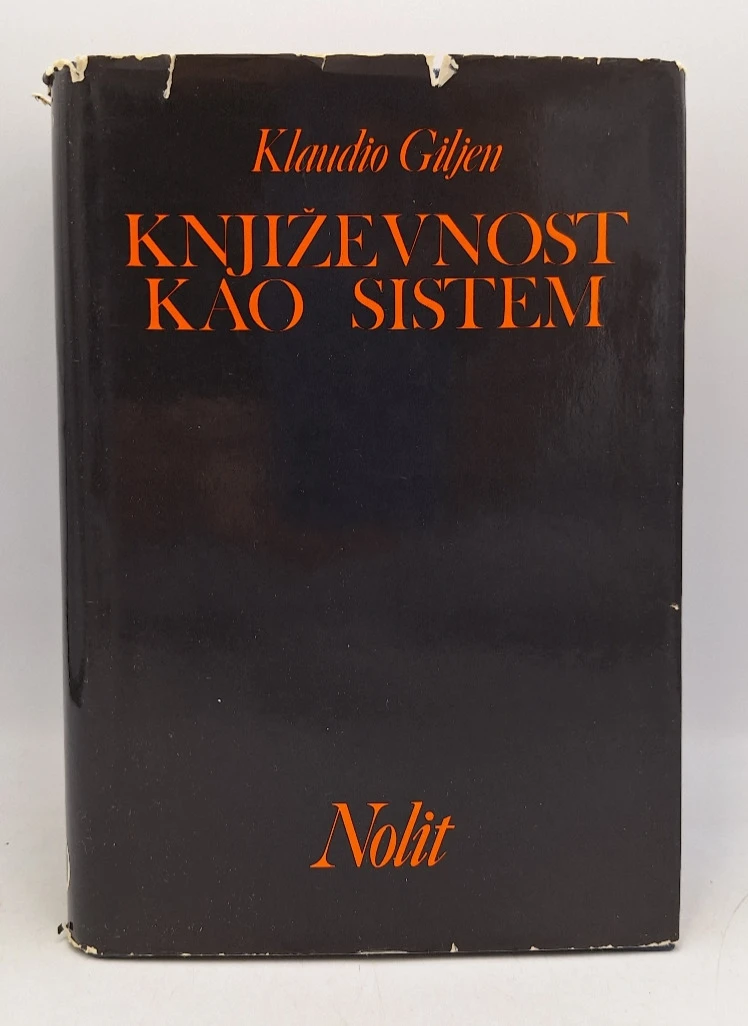 Klaudio Giljen
KNJIŽEVNOST
KAO SISTEM
Nolit